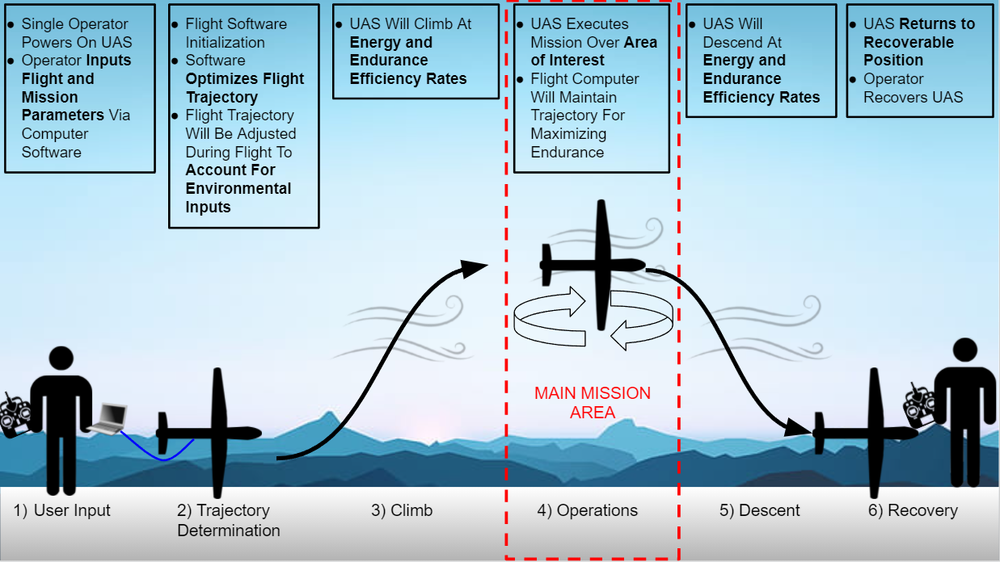 ● Single Operator
Powers On UAS
● Operator Inputs
Flight and
Mission
Parameters Via
Computer
Software
● Flight Software
Initialization
● Software
Optimizes Flight
Trajectory
● Flight Trajectory
Will Be Adjusted
During Flight To
Account For
Environmental
Inputs
● UAS Will Climb At
Energy and
Endurance
Efficiency Rates
● UAS Executes
Mission Over Area
of Interest
● Flight Computer
Will Maintain
Trajectory For
Maximizing
Endurance
● UAS Will
Descend At
Energy and
Endurance
Efficiency Rates
● UAS Returns to
Recoverable
Position
● Operator
Recovers UAS
MAIN MISSION
AREA
1) User Input
2) Trajectory
Determination
3) Climb
4) Operations
5) Descent
6) Recovery